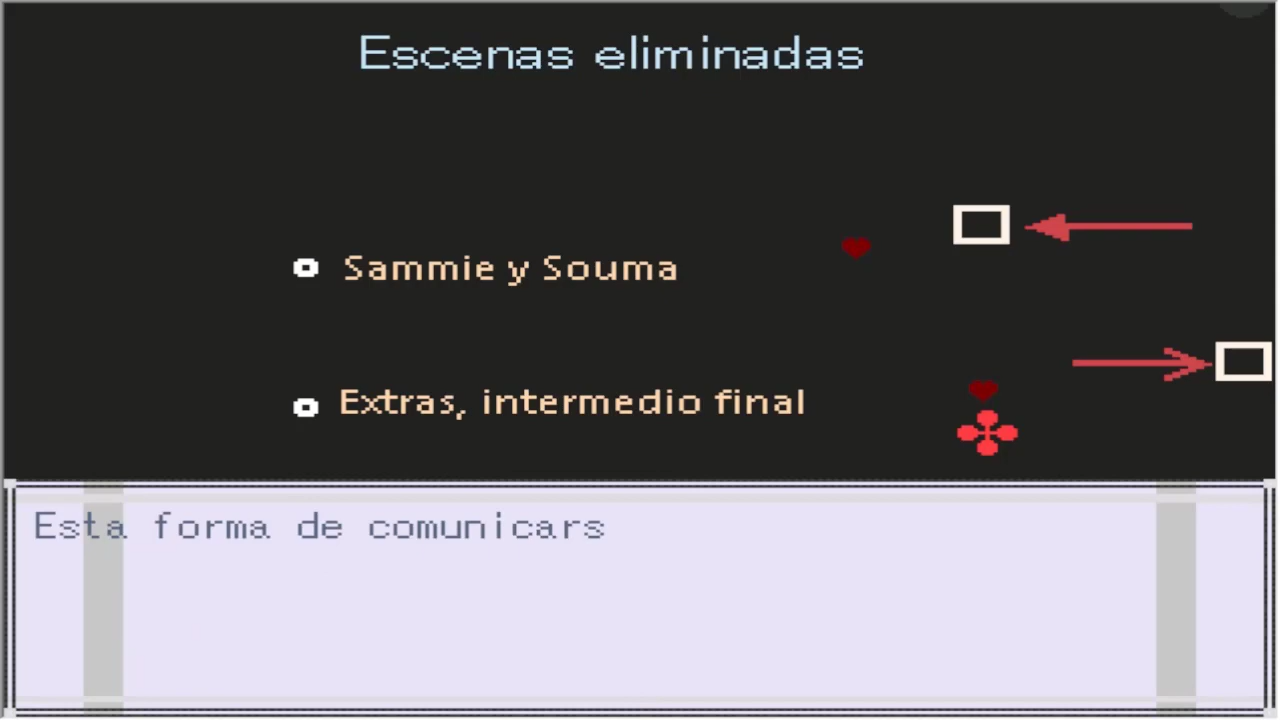 Escenas eliminadas
Sammie y Souma
Extras, intermedio final
Esta forma de comunicars